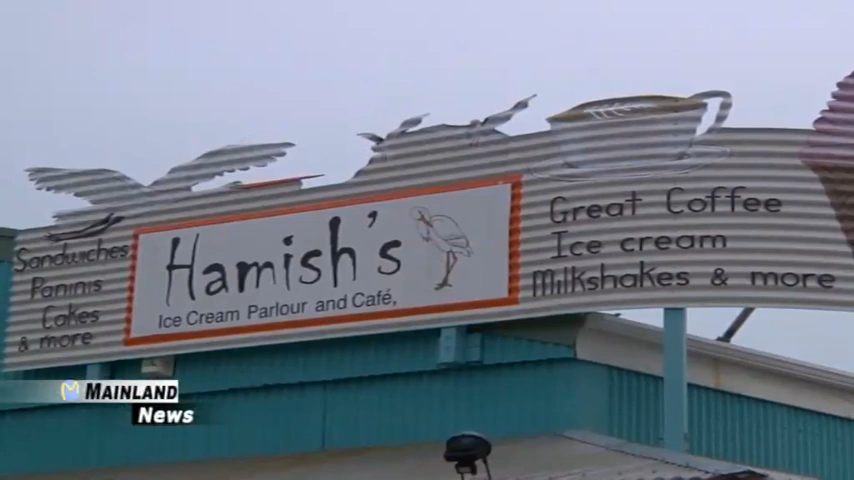 Sandwiches
Paninis
Cakes
& more
Hamish's
Ice Cream Parlour and Café,
Great Coffee
Ice cream
Milkshakes & more
MAINLAND
News